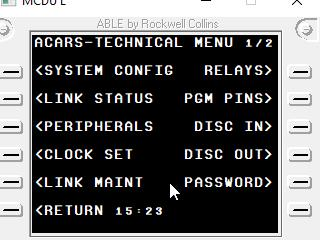 MCDU L
ABLE by Rockwell Collins
ACARS-TECHNICAL MENU 1/2
<SYSTEM CONFIG RELAYS>
<LINK STATUS PGM PINS>
<PERIPHERALS DISC IN>
<CLOCK SET DISC OUT>
<LINK MAINT PASSWORD>
<RETURN 15:23